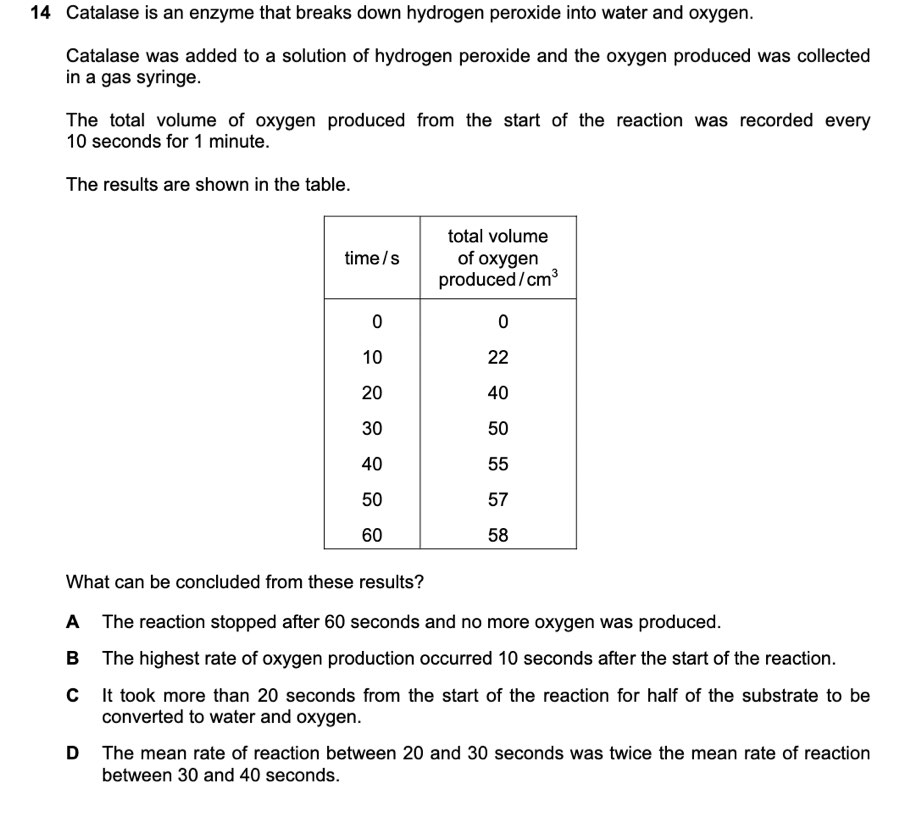 14 Catalase is an enzyme that breaks down hydrogen peroxide into water and oxygen.
Catalase was added to a solution of hydrogen peroxide and the oxygen produced was collected
in a gas syringe.
The total volume of oxygen produced from the start of the reaction was recorded every
10 seconds for 1 minute.
The results are shown in the table.
time/s
total volume
of oxygen
produced/cm³
0 0
10 22
20 40
30 50
40 55
50 57
60 58
What can be concluded from these results?
A The reaction stopped after 60 seconds and no more oxygen was produced.
B The highest rate of oxygen production occurred 10 seconds after the start of the reaction.
C It took more than 20 seconds from the start of the reaction for half of the substrate to be
converted to water and oxygen.
D The mean rate of reaction between 20 and 30 seconds was twice the mean rate of reaction
between 30 and 40 seconds.